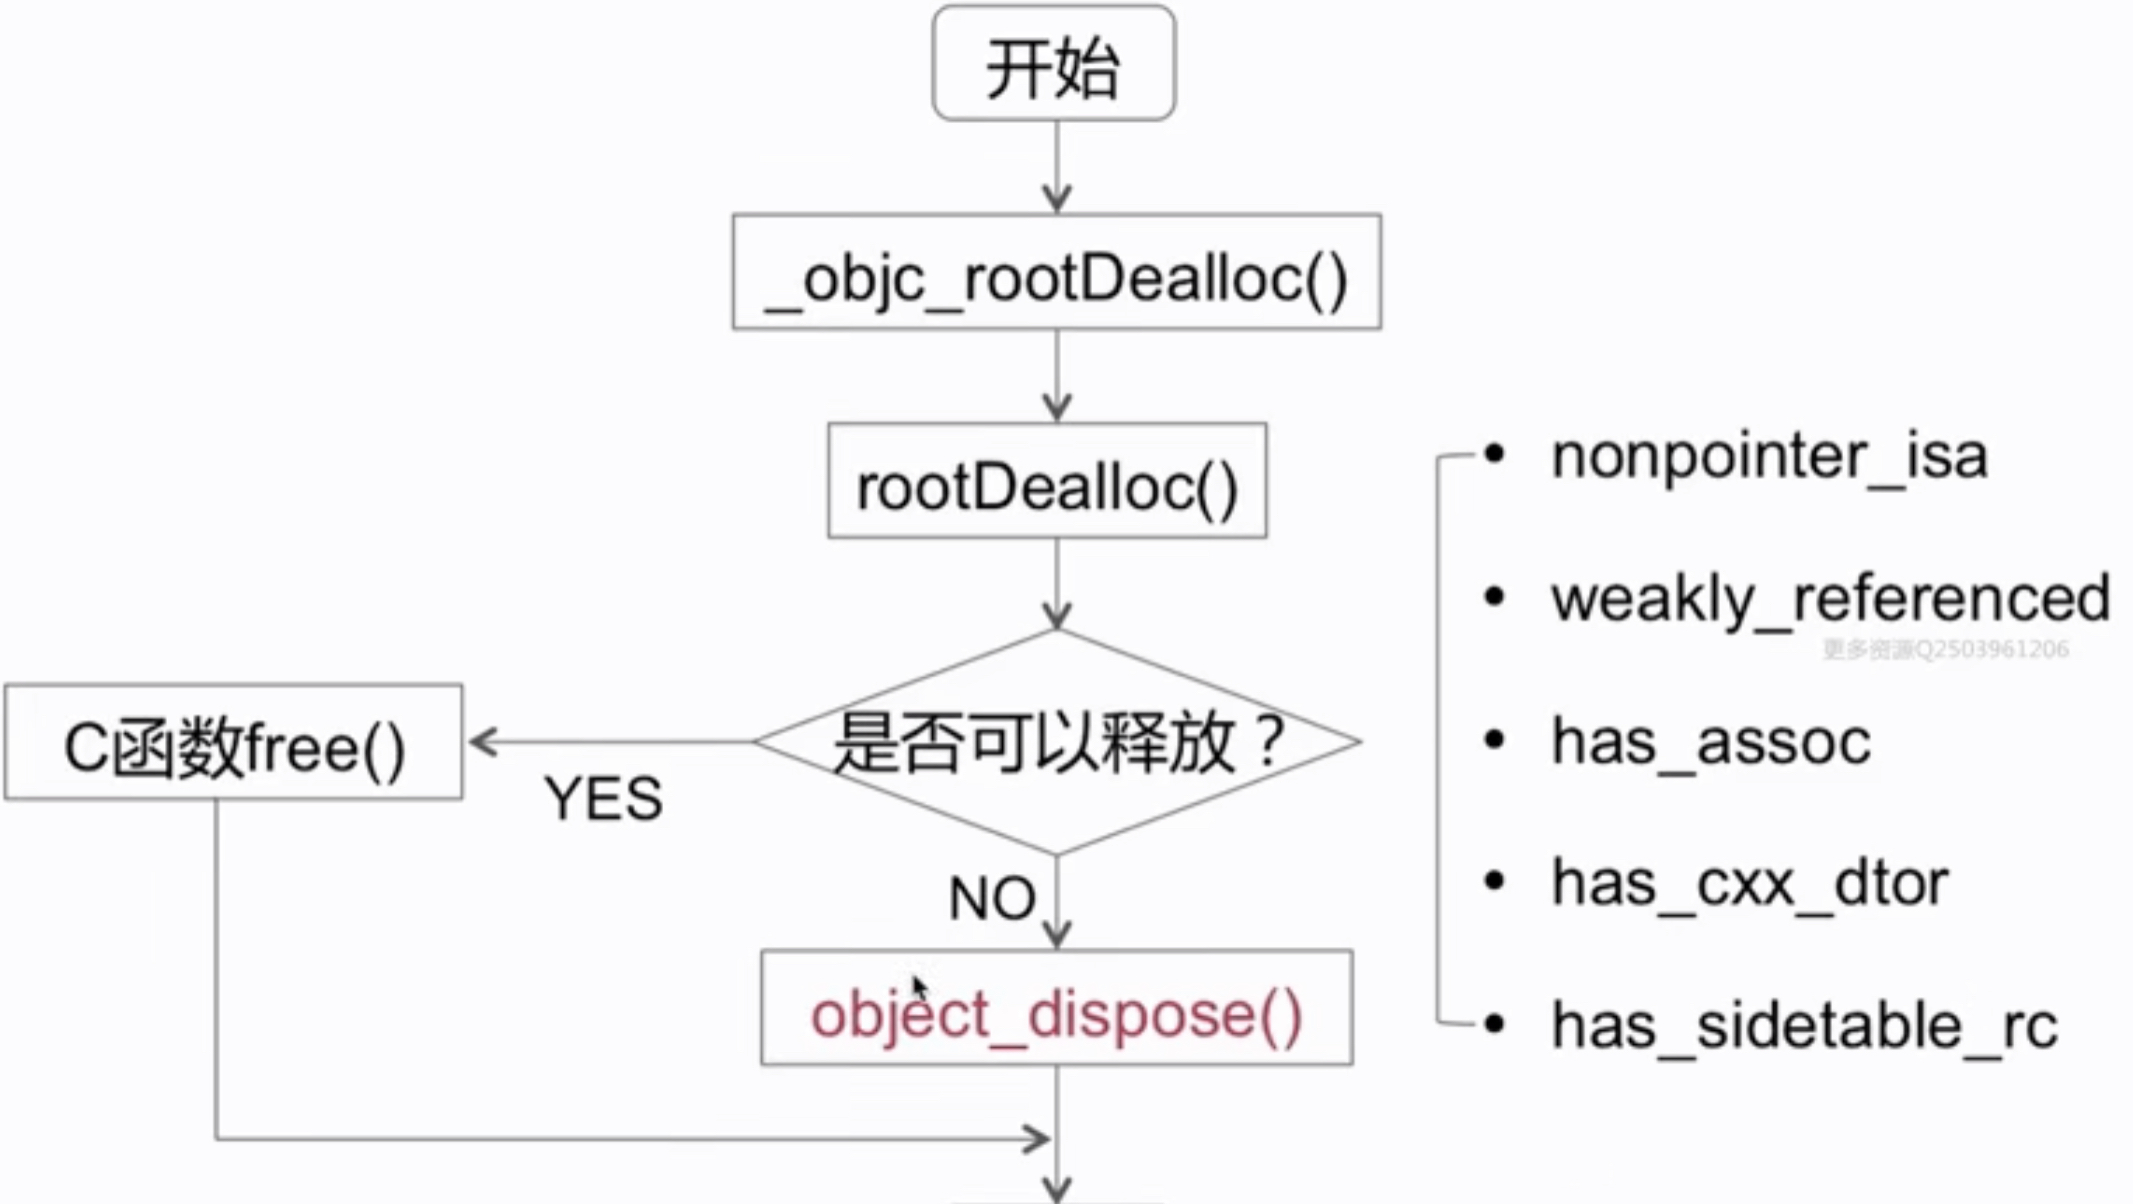 开始
_objc_rootDealloc()
rootDealloc()
是否可以释放？
YES
C函数free()
NO
object_dispose()
• nonpointer_isa
• weakly_referenced
更多资源Q2503961206
• has_assoc
• has_cxx_dtor
• has_sidetable_rc